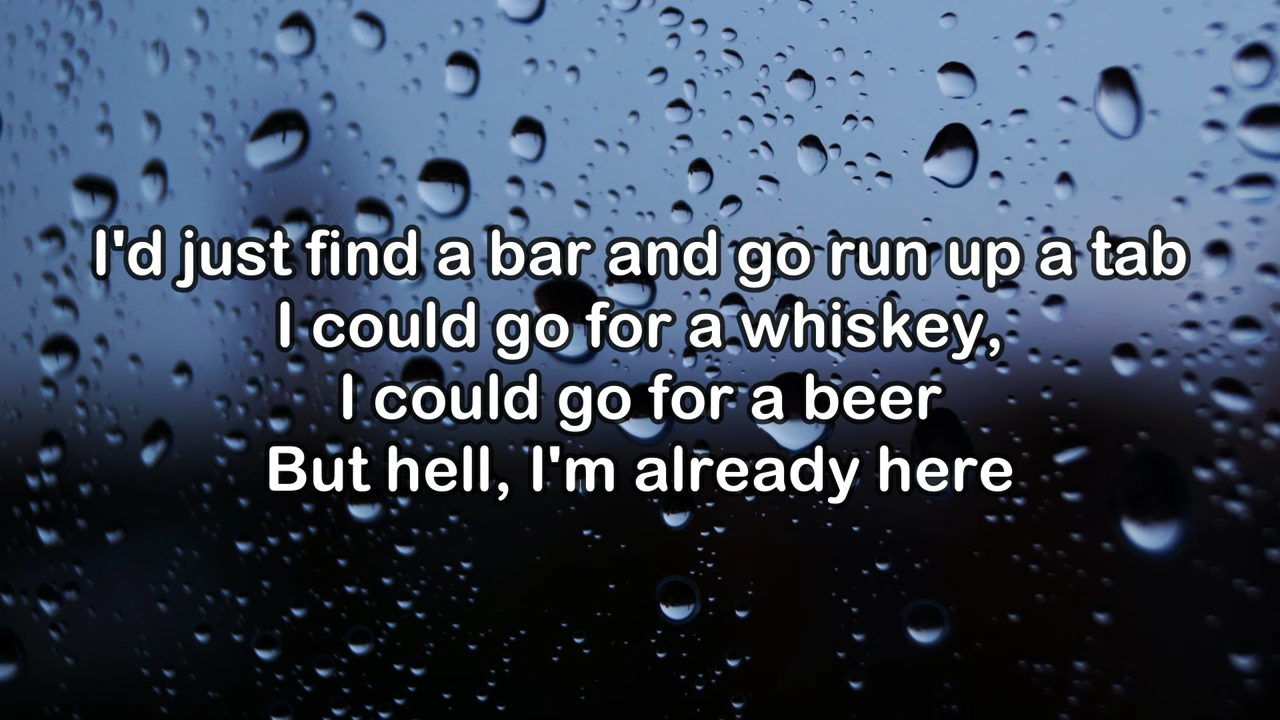 I'd just find a bar and go run up a tab
I could go for a whiskey,
I could go for a beer
But hell, I'm already here